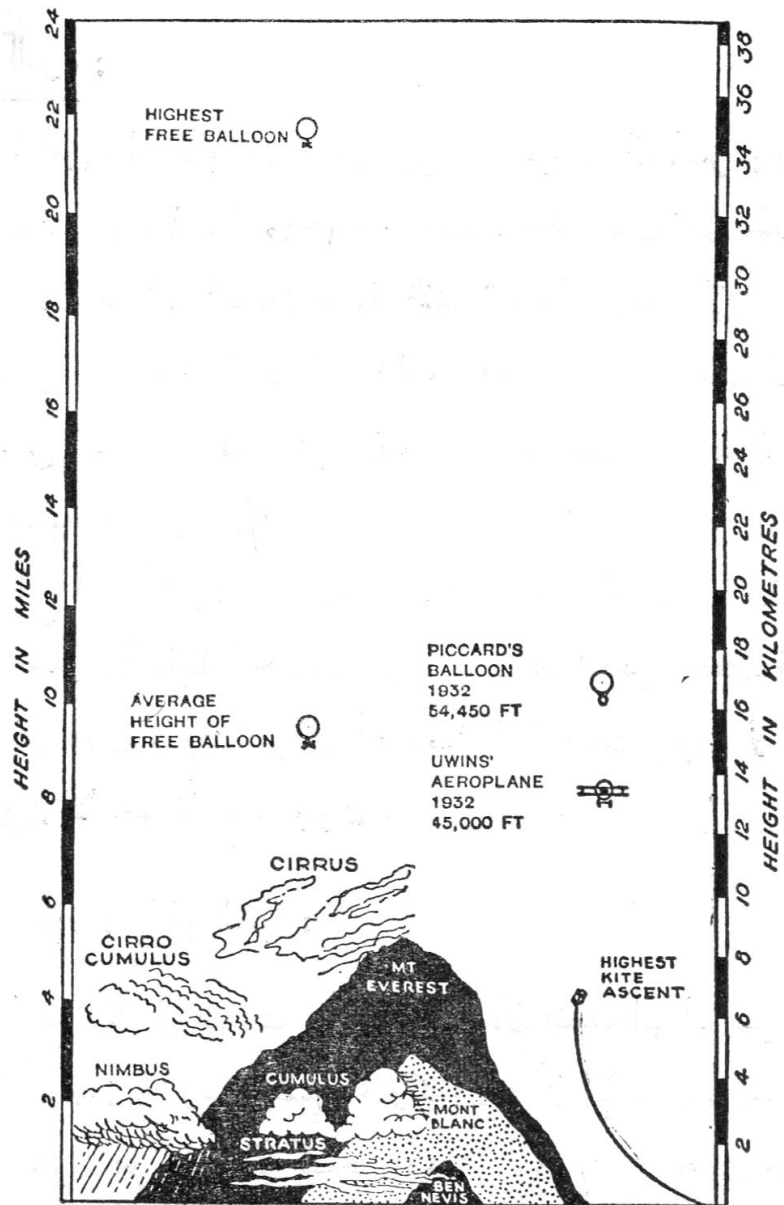 24
22
20
18
16
14
12
10
8
6
4
2
HEIGHT IN MILES
HIGHEST
FREE BALLOON
AVERAGE
HEIGHT OF
FREE BALLOON
PICCARD'S
BALLOON
1932
54,450 FT
UWINS'
AEROPLANE
1932
45,000 FT
CIRRUS
CIRRO
CUMULUS
MT
EVEREST
HIGHEST
KITE
ASCENT
NIMBUS
CUMULUS
MONT
BLANC
STRATUS
BEN
NEVIS
38
36
34
32
30
28
26
24
22
20
18
16
14
12
10
8
6
4
2
HEIGHT IN KILOMETRES